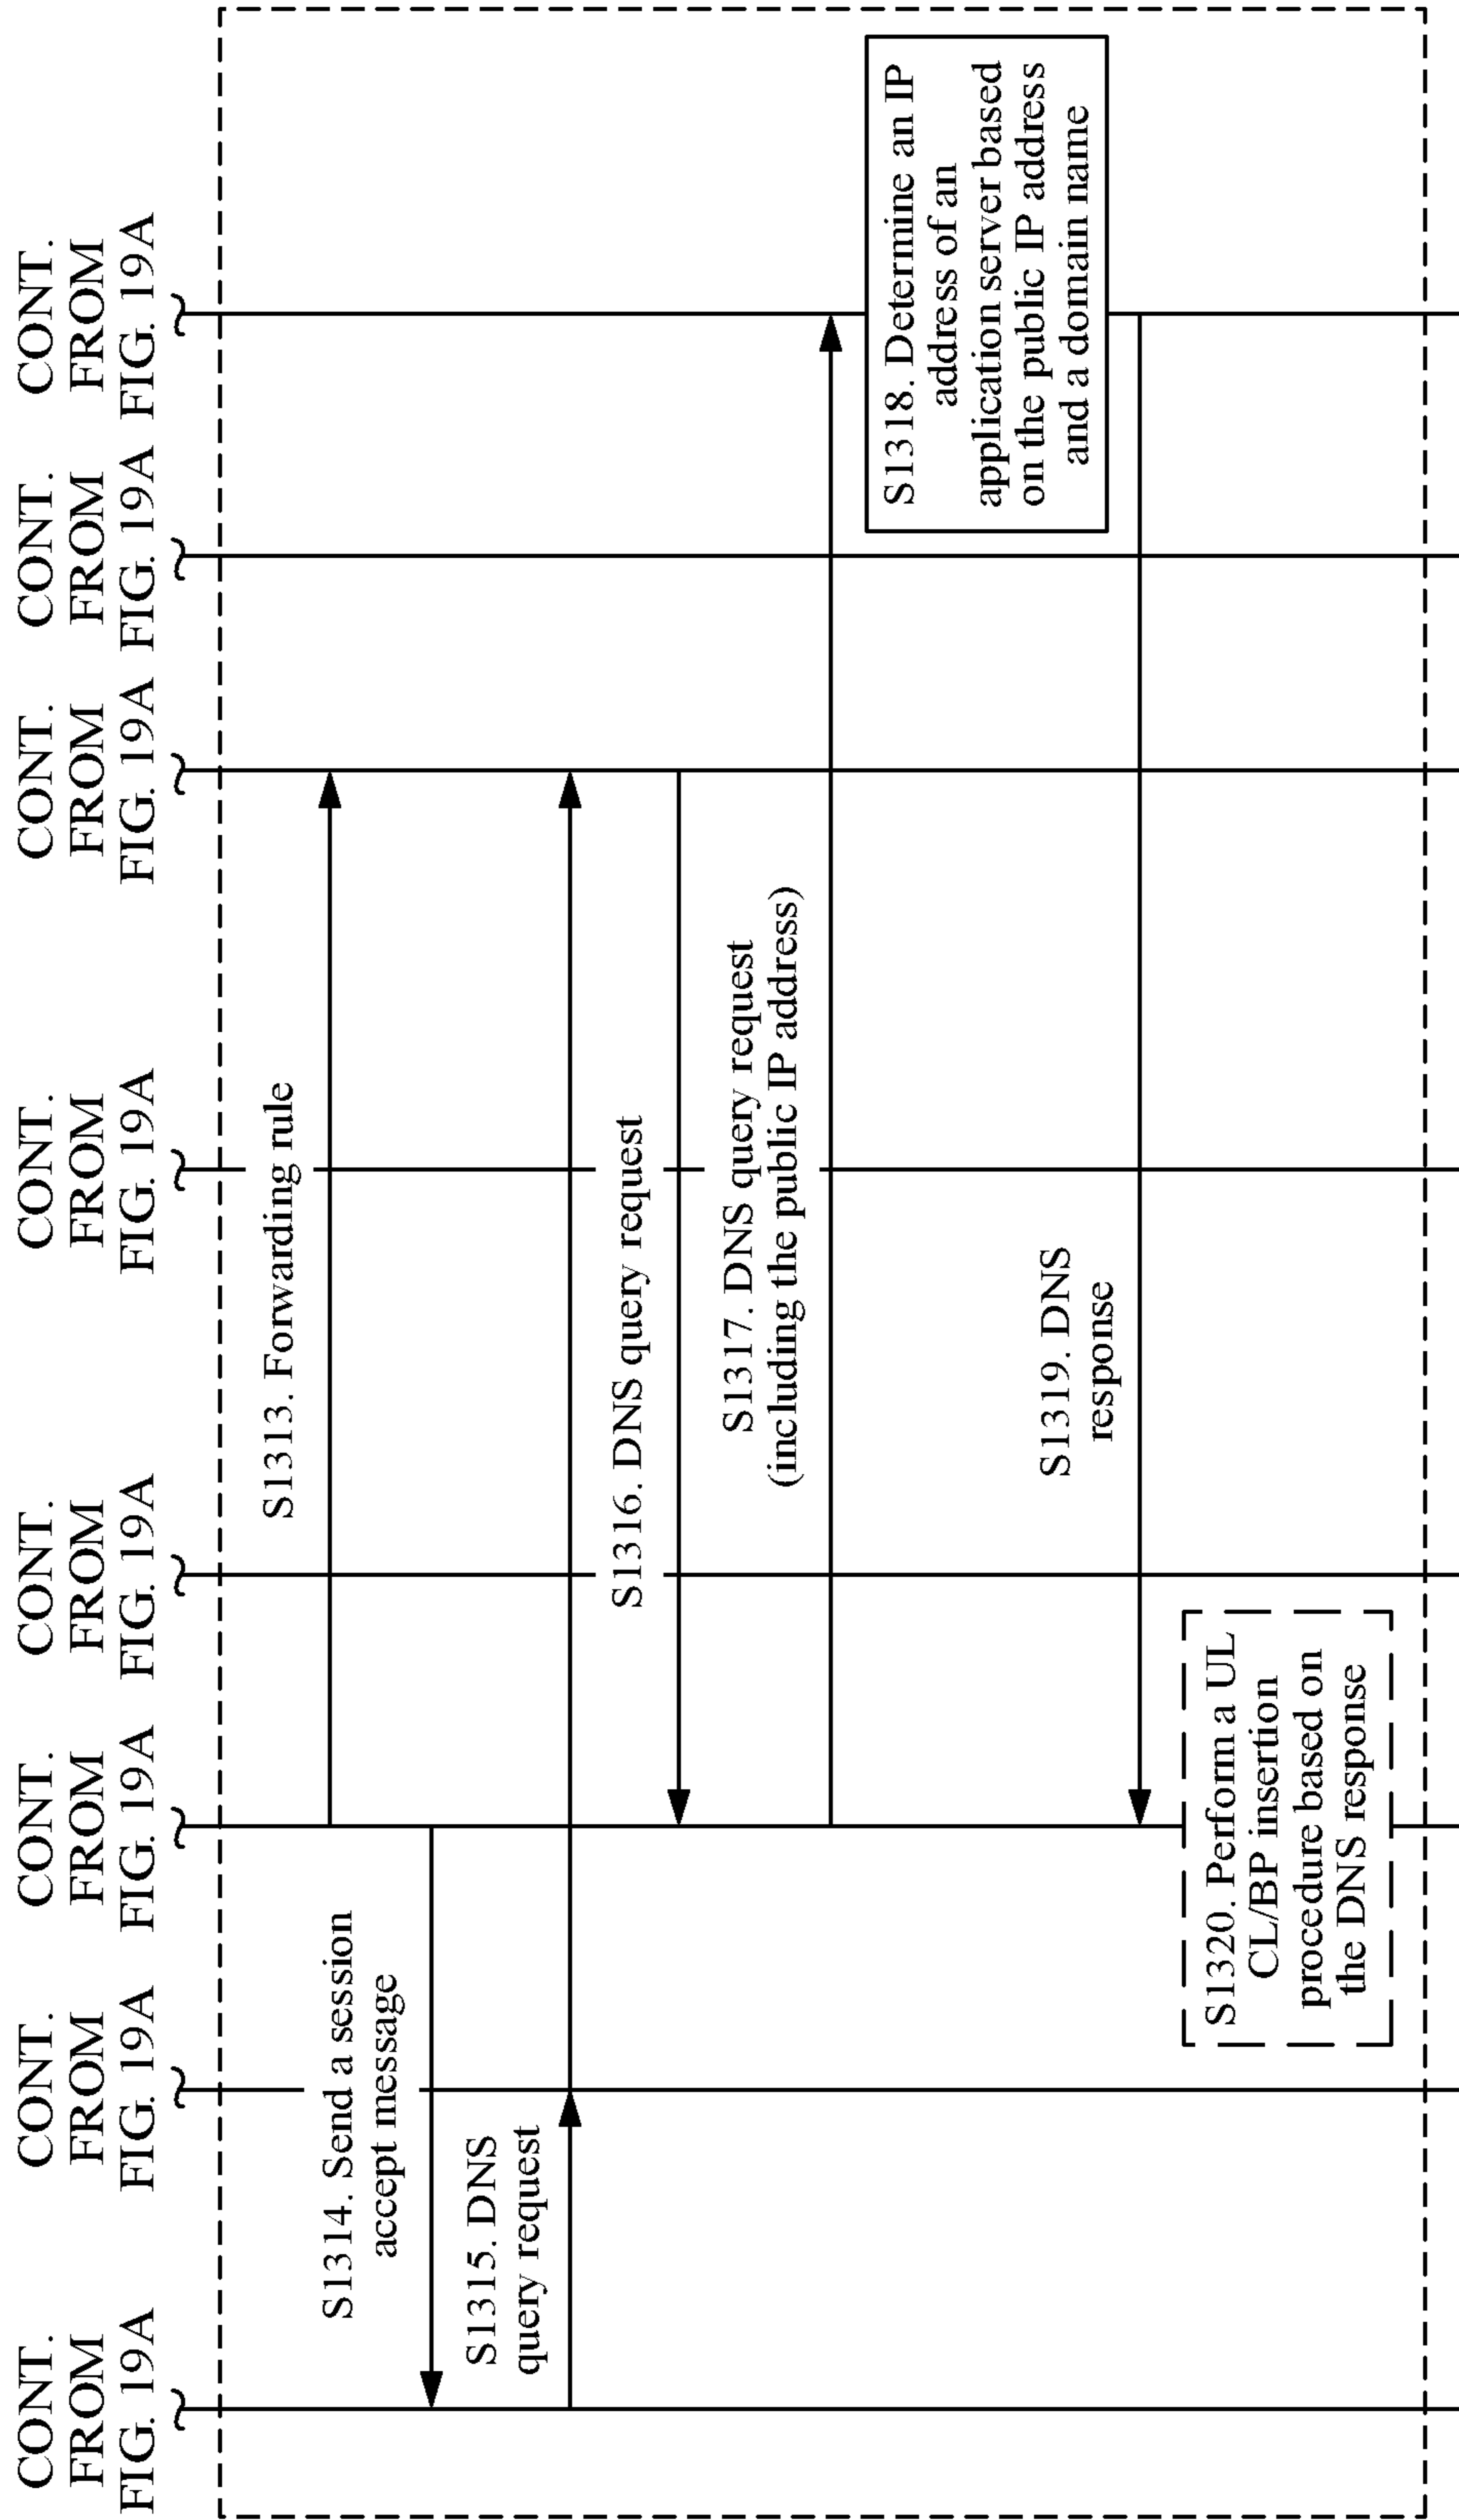 CONT.
FROM
FIG. 19A
CONT.
FROM
FIG. 19A
CONT.
FROM
FIG. 19A
CONT.
FROM
FIG. 19A
CONT.
FROM
FIG. 19A
CONT.
FROM
FIG. 19A
CONT.
FROM
FIG. 19A
CONT.
FROM
FIG. 19A
S1313. Forwarding rule
S1314. Send a session
accept message
S1315. DNS
query request
S1316. DNS query request
S1317. DNS query request
(including the public IP address)
S1318. Determine an IP
address of an
application server based
on the public IP address
and a domain name
S1319. DNS
response
S1320. Perform a UL
CL/BP insertion
procedure based on
the DNS response